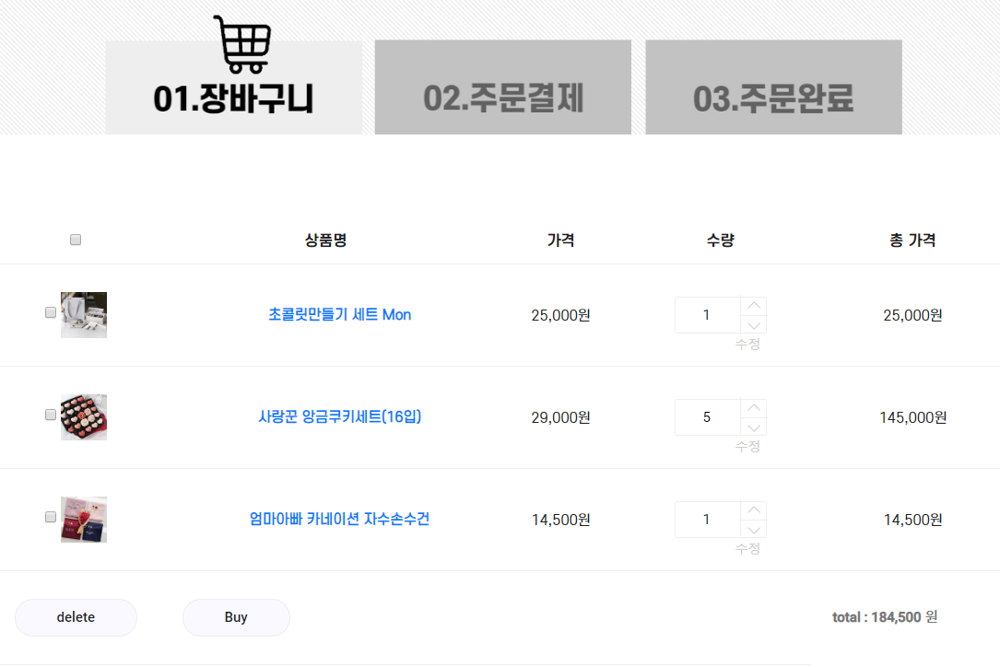 01.장바구니 02.주문결제 03.주문완료
상품명 가격 수량 총 가격
초콜릿만들기 세트 Mon 25,000원 1 25,000원
수정
사랑꾼 앙금쿠키세트(16입) 29,000원 5 145,000원
수정
엄마아빠 카네이션 자수손수건 14,500원 1 14,500원
수정
delete Buy total : 184,500 원